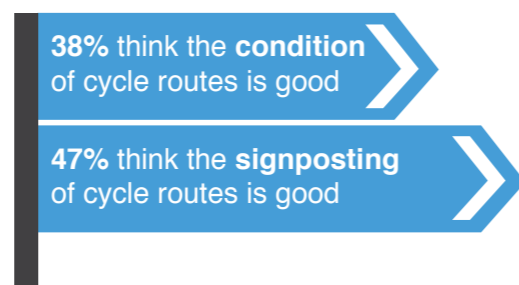 38% think the condition
of cycle routes is good
47% think the signposting
of cycle routes is good